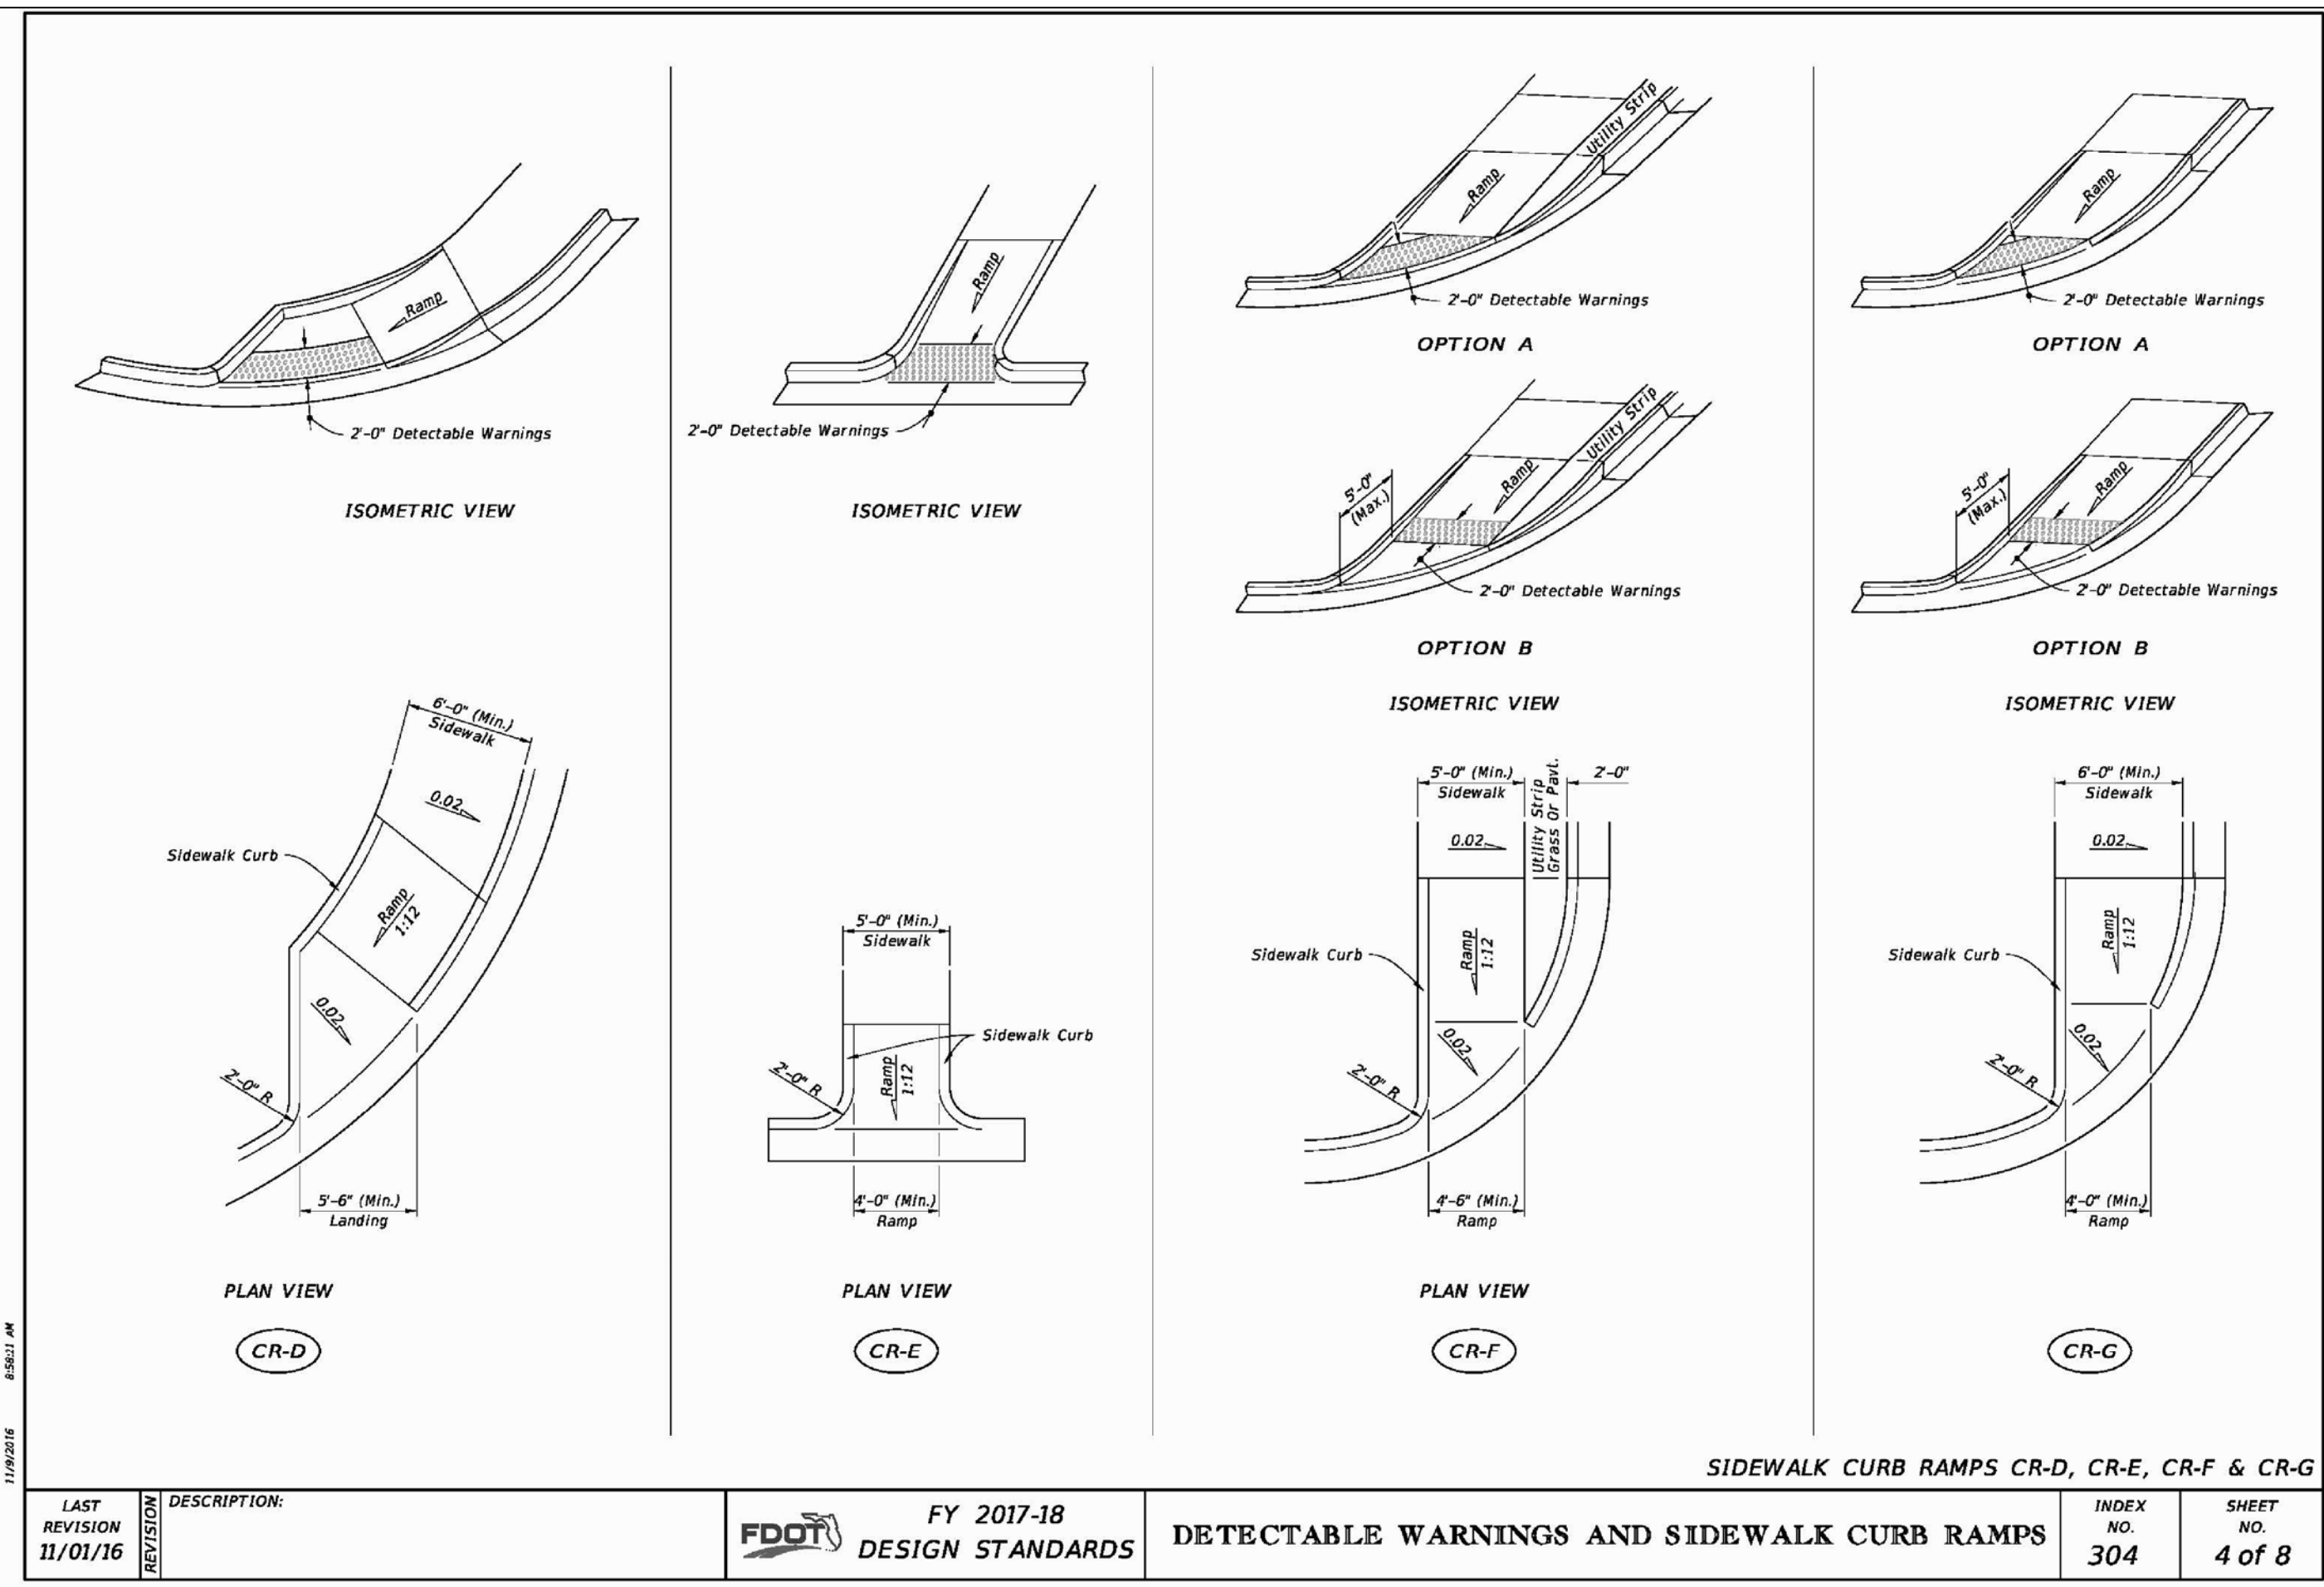 Ramp
2'-0" Detectable Warnings
ISOMETRIC VIEW
6'-0" (Min.)
Sidewalk
0.02
Sidewalk Curb
Ramp
1:12
0.02
2'-0" R
5'-6" (Min.)
Landing
PLAN VIEW
CR-D
Ramp
2'-0" Detectable Warnings
ISOMETRIC VIEW
5'-0" (Min.)
Sidewalk
Sidewalk Curb
2'-0" R
Ramp
1:12
4'-0" (Min.)
Ramp
PLAN VIEW
CR-E
Utility Strip
Ramp
2'-0" Detectable Warnings
OPTION A
Utility Strip
5'-0"
(Max.)
Ramp
2'-0" Detectable Warnings
OPTION B
ISOMETRIC VIEW
5'-0" (Min.)
Sidewalk
Utility Strip
Grass Or Pavt.
2'-0"
0.02
Sidewalk Curb
Ramp
1:12
0.02
2'-0" R
4'-6" (Min.)
Ramp
PLAN VIEW
CR-F
Ramp
2'-0" Detectable Warnings
OPTION A
5'-0"
(Max.)
Ramp
2'-0" Detectable Warnings
OPTION B
ISOMETRIC VIEW
6'-0" (Min.)
Sidewalk
0.02
Sidewalk Curb
Ramp
1:12
0.02
2'-0" R
4'-0" (Min.)
Ramp
PLAN VIEW
CR-G
11/9/2016 8:58:21 AM
SIDEWALK CURB RAMPS CR-D, CR-E, CR-F & CR-G
LAST
REVISION
11/01/16
REVISION
DESCRIPTION:
FDOT
FY 2017-18
DESIGN STANDARDS
DETECTABLE WARNINGS AND SIDEWALK CURB RAMPS
INDEX
NO.
304
SHEET
NO.
4 of 8